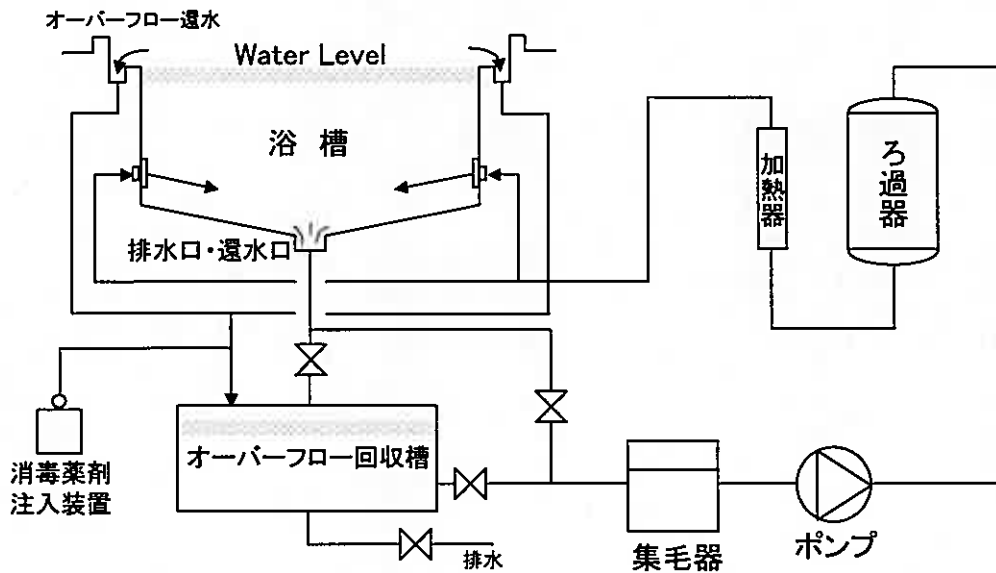 オーバーフロー還水
Water Level
浴 槽
加熱器
ろ過器
排水口・還水口
オーバーフロー回収槽
消毒薬剤
注入装置
排水
集毛器
ポンプ